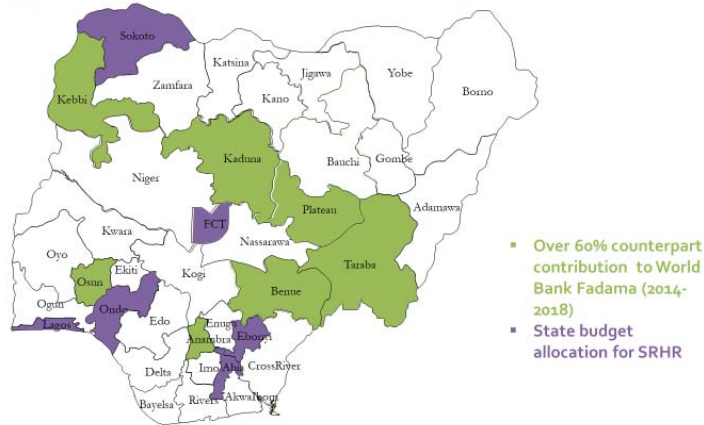 Sokoto
Katsina
Jigawa
Yobe
Borno
Zamfara
Kebbi
Kano
Kaduna
Bauchi
Gombe
Niger
Adamawa
Plateau
FCT
Kwara
Nassarawa
Oyo
Taraba
Kogi
Ekiti
Osun
Benue
Ogun
Ondo
Edo
Enugu
Lagos
Anambra
Ebonyi
Delta
Imo
Abia
CrossRiver
Bayelsa
Rivers
AkwaIbom
Over 60% counterpart
contribution to World
Bank Fadama (2014-
2018)
State budget
allocation for SRHR